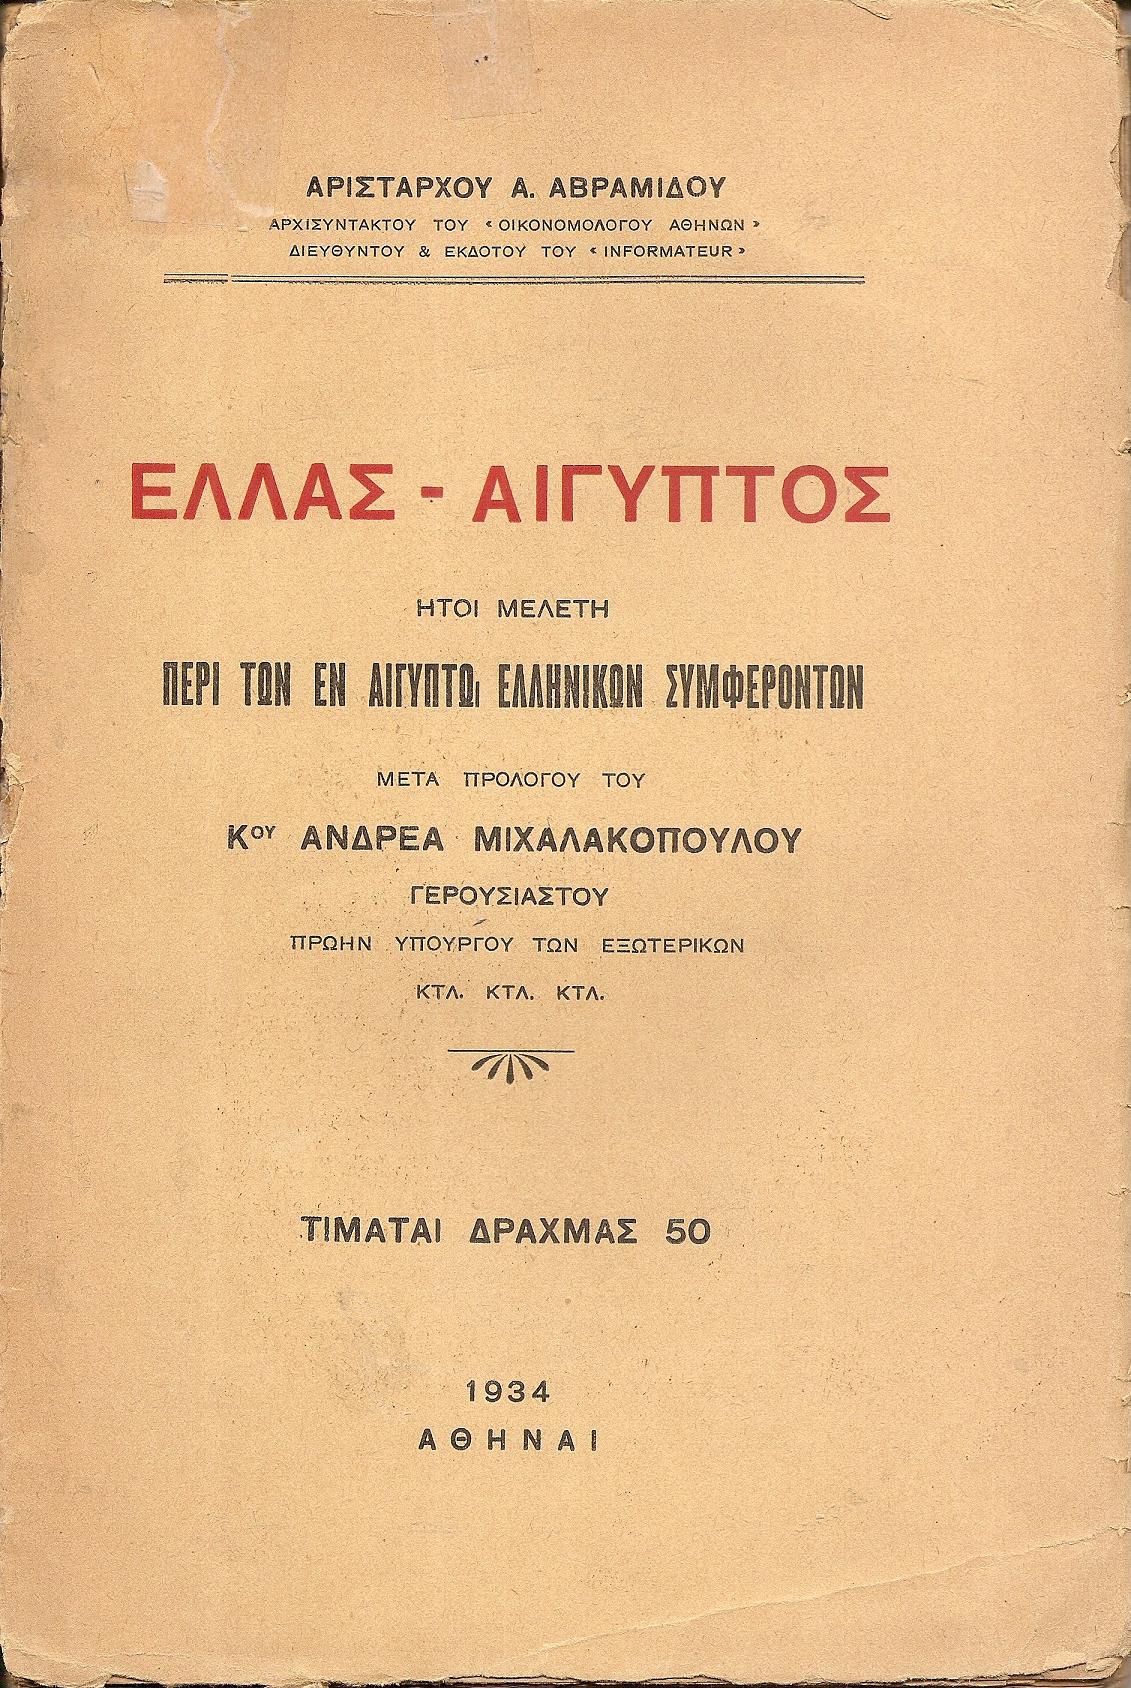 ΑΡΙΣΤΑΡΧΟΥ Α. ΑΒΡΑΜΙΔΟΥ
ΑΡΧΙΣΥΝΤΑΚΤΟΥ ΤΟΥ « ΟΙΚΟΝΟΜΟΛΟΓΟΥ ΑΘΗΝΩΝ »
ΔΙΕΥΘΥΝΤΟΥ & ΕΚΔΟΤΟΥ ΤΟΥ « INFORMATEUR »
ΕΛΛΑΣ - ΑΙΓΥΠΤΟΣ
ΗΤΟΙ ΜΕΛΕΤΗ
ΠΕΡΙ ΤΩΝ ΕΝ ΑΙΓΥΠΤΩι ΕΛΛΗΝΙΚΩΝ ΣΥΜΦΕΡΟΝΤΩΝ
ΜΕΤΑ ΠΡΟΛΟΓΟΥ ΤΟΥ
Κᴼᵞ ΑΝΔΡΕΑ ΜΙΧΑΛΑΚΟΠΟΥΛΟΥ
ΓΕΡΟΥΣΙΑΣΤΟΥ
ΠΡΩΗΝ ΥΠΟΥΡΓΟΥ ΤΩΝ ΕΞΩΤΕΡΙΚΩΝ
ΚΤΛ. ΚΤΛ. ΚΤΛ.
ΤΙΜΑΤΑΙ ΔΡΑΧΜΑΣ 50
1934
ΑΘΗΝΑΙ